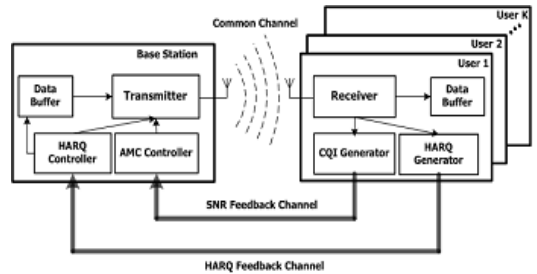 Common Channel
User K
User 2
User 1
Base Station
Data
Buffer
Transmitter
HARQ
Controller
AMC Controller
Receiver
Data
Buffer
CQI Generator
HARQ
Generator
SNR Feedback Channel
HARQ Feedback Channel